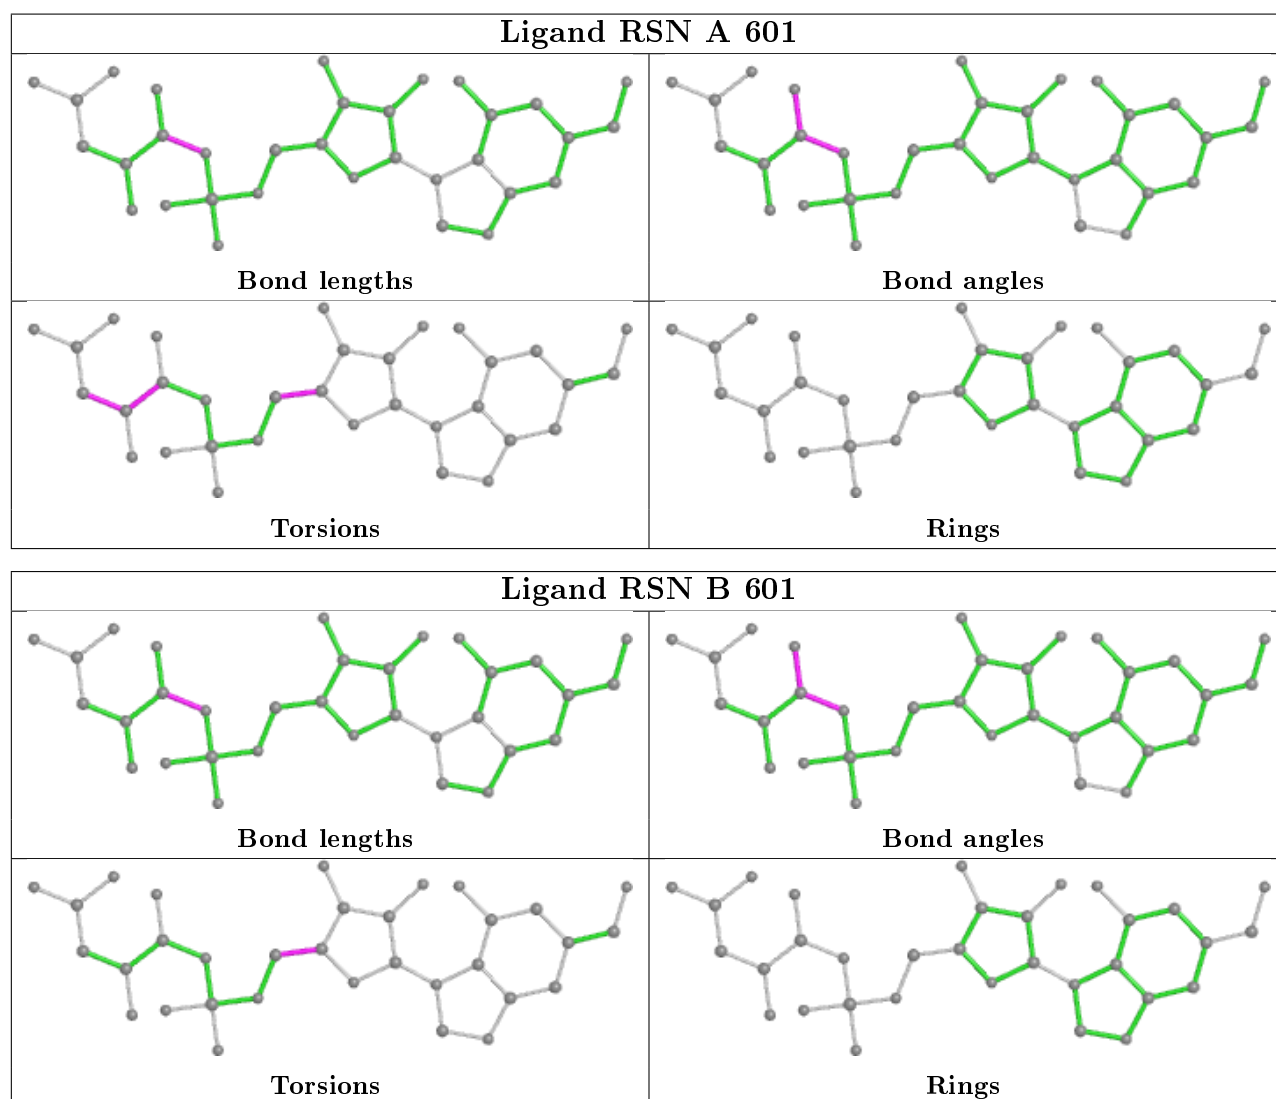 Ligand RSN A 601
Bond lengths
Bond angles
Torsions
Rings
Ligand RSN B 601
Bond lengths
Bond angles
Torsions
Rings